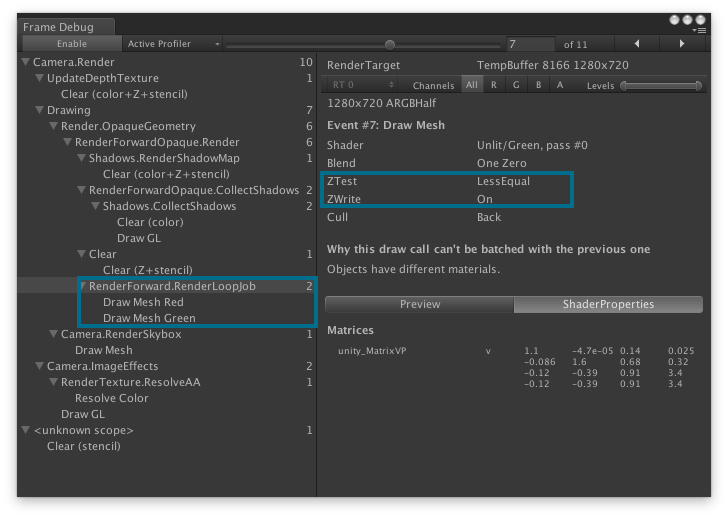 Frame Debug
Enable Active Profiler 7 of 11
Camera.Render 10
UpdateDepthTexture 1
Clear (color+Z+stencil)
Drawing 7
Render.OpaqueGeometry 6
RenderForwardOpaque.Render 6
Shadows.RenderShadowMap 1
Clear (color+Z+stencil)
RenderForwardOpaque.CollectShadows 2
Shadows.CollectShadows 2
Clear (color)
Draw GL
Clear 1
Clear (Z+stencil)
RenderForward.RenderLoopJob 2
Draw Mesh Red
Draw Mesh Green
Camera.RenderSkybox 1
Draw Mesh
Camera.ImageEffects 2
RenderTexture.ResolveAA 1
Resolve Color
Draw GL
<unknown scope> 1
Clear (stencil)
RenderTarget TempBuffer 8166 1280x720
RT 0 Channels All R G B A Levels
1280x720 ARGBHalf
Event #7: Draw Mesh
Shader Unlit/Green, pass #0
Blend One Zero
ZTest LessEqual
ZWrite On
Cull Back
Why this draw call can't be batched with the previous one
Objects have different materials.
Preview ShaderProperties
Matrices
unity_MatrixVP v 1.1 -4.7e-05 0.14 0.025
-0.086 1.6 0.68 0.32
-0.12 -0.39 0.91 3.4
-0.12 -0.39 0.91 3.4